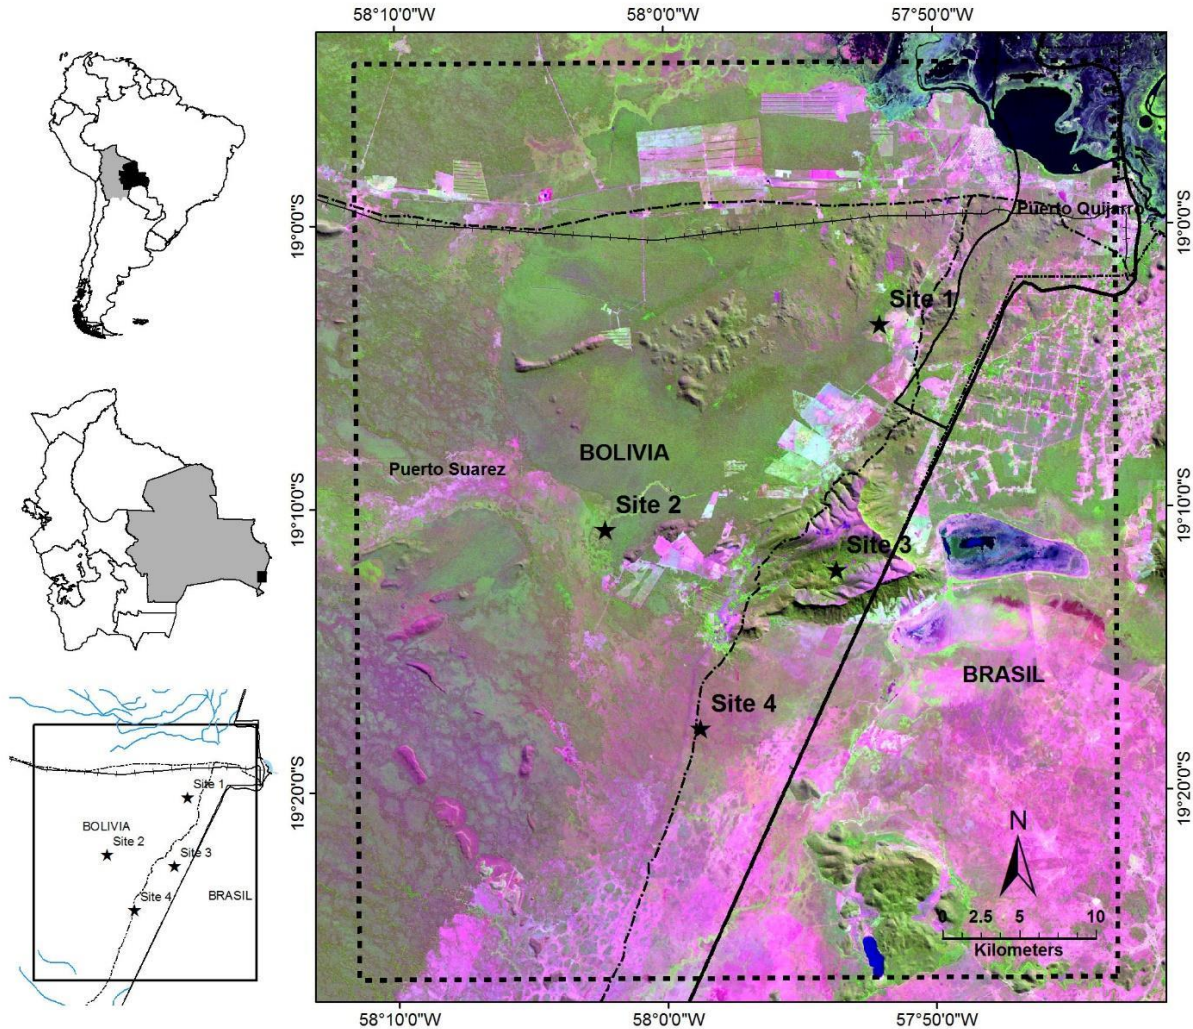 58°10'0"W 58°0'0"W 57°50'0"W
19°0'0"S 19°0'0"S
Puerto Quijarro
Site 1
BOLIVIA
Puerto Suarez
Site 2
19°10'0"S 19°10'0"S
Site 3
BRASIL
Site 4
19°20'0"S 19°20'0"S
N
0 2.5 5 10
Kilometers
58°10'0"W 58°0'0"W 57°50'0"W
Site 1
BOLIVIA
Site 2
Site 3
Site 4
BRASIL